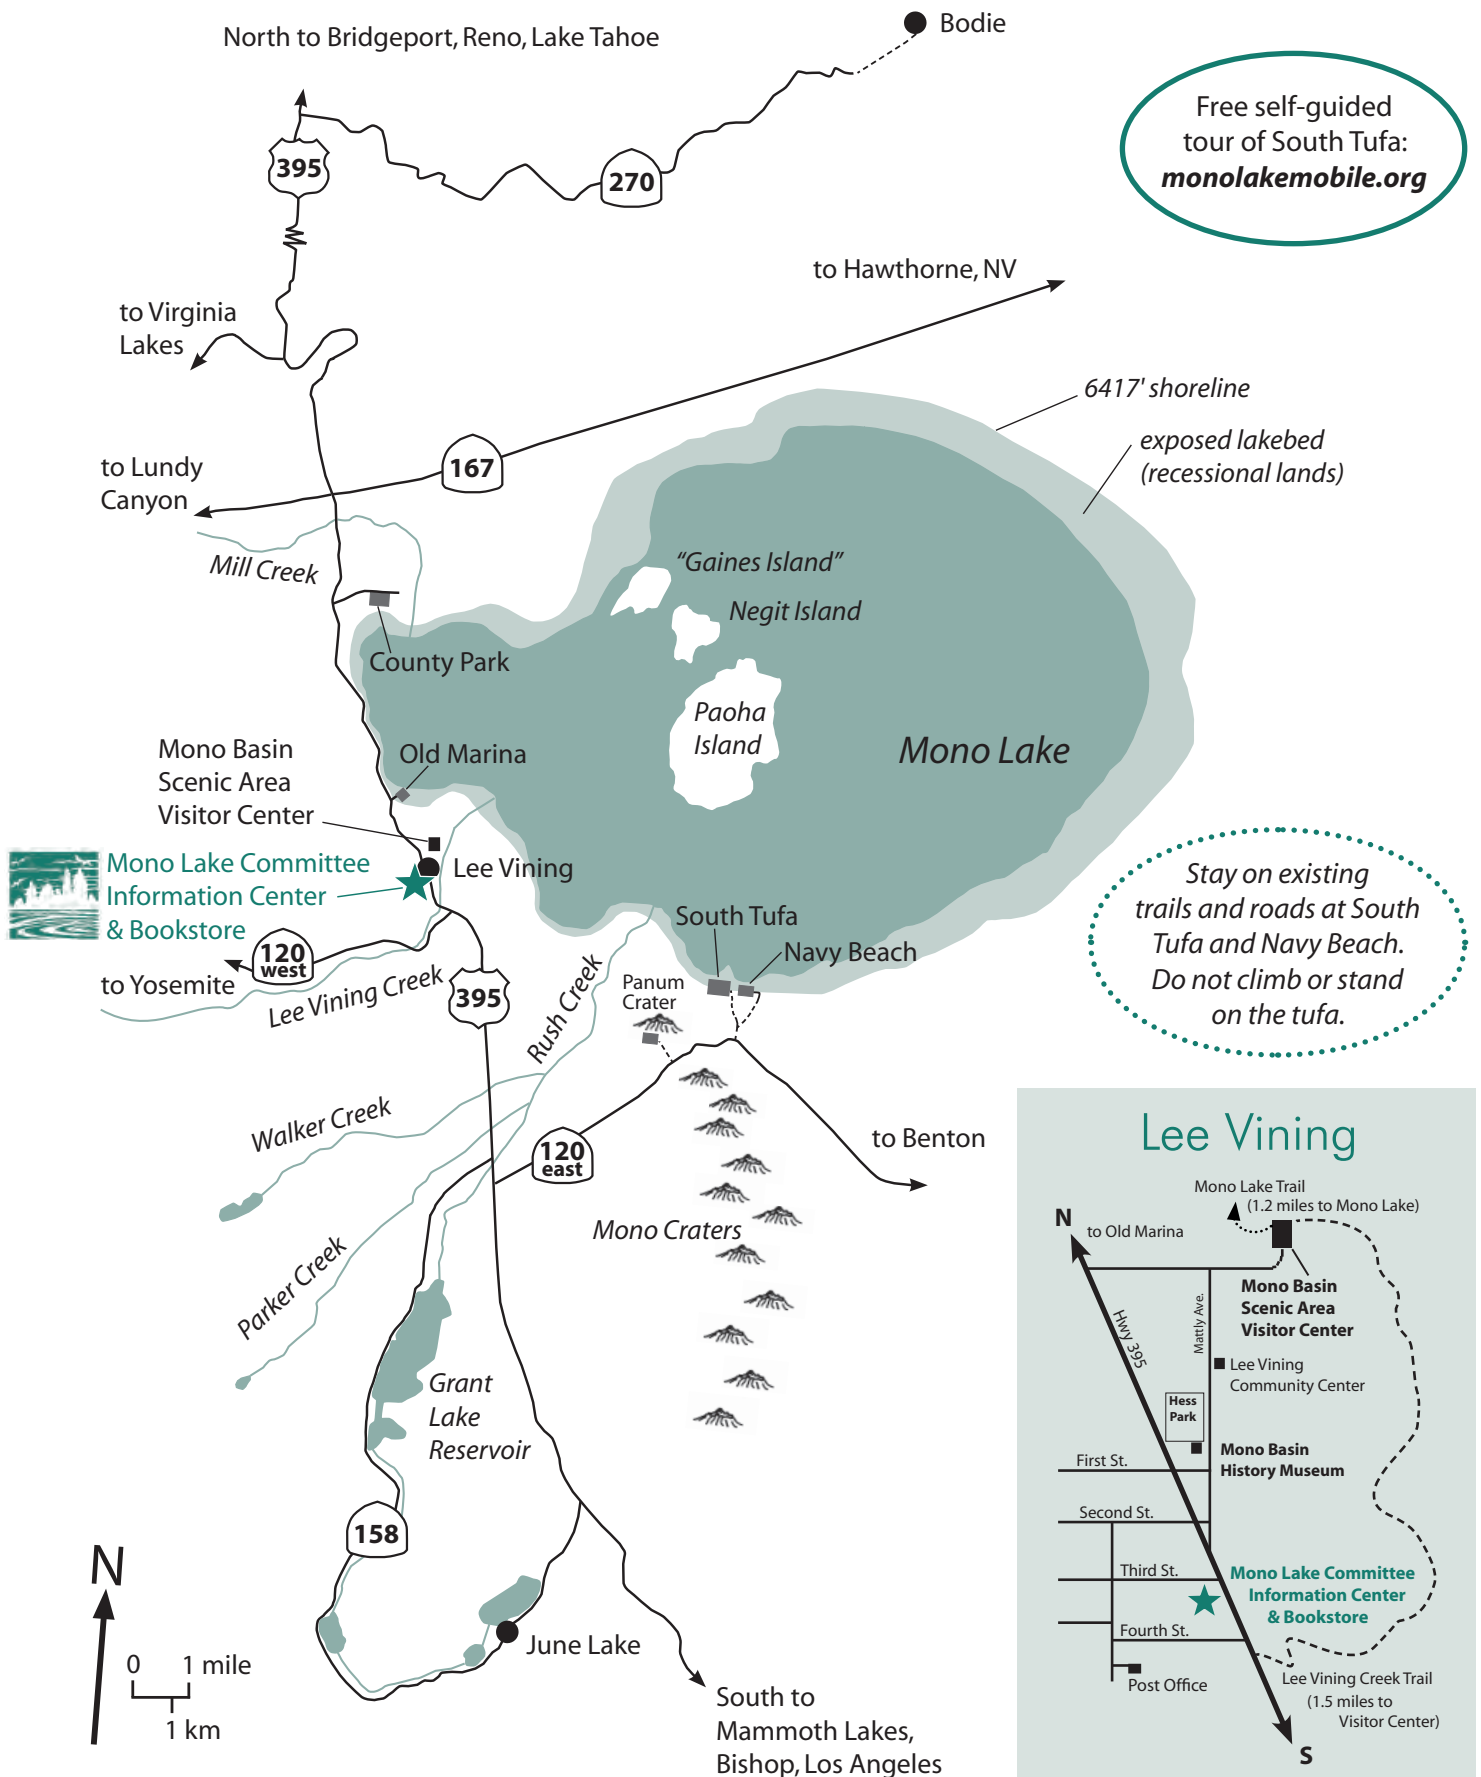 North to Bridgeport, Reno, Lake Tahoe
Bodie
Free self-guided
tour of South Tufa:
monolakemobile.org
395
270
to Hawthorne, NV
to Virginia
Lakes
6417' shoreline
exposed lakebed
(recessional lands)
167
to Lundy
Canyon
Mill Creek
"Gaines Island"
Negit Island
County Park
Paoha
Island
Mono Lake
Mono Basin
Scenic Area
Visitor Center
Old Marina
Mono Lake Committee
Information Center
& Bookstore
Lee Vining
Stay on existing
trails and roads at South
Tufa and Navy Beach.
Do not climb or stand
on the tufa.
South Tufa
Navy Beach
120
west
to Yosemite
Lee Vining Creek
395
Rush Creek
Panum
Crater
Walker Creek
120
east
to Benton
Mono Craters
Parker Creek
Grant
Lake
Reservoir
158
June Lake
N
0 1 mile
1 km
South to
Mammoth Lakes,
Bishop, Los Angeles
Lee Vining
Mono Lake Trail
(1.2 miles to Mono Lake)
N
to Old Marina
Mono Basin
Scenic Area
Visitor Center
Hwy 395
Mattly Ave.
Lee Vining
Community Center
Hess
Park
Mono Basin
History Museum
First St.
Second St.
Third St.
Mono Lake Committee
Information Center
& Bookstore
Fourth St.
Post Office
Lee Vining Creek Trail
(1.5 miles to
Visitor Center)
S